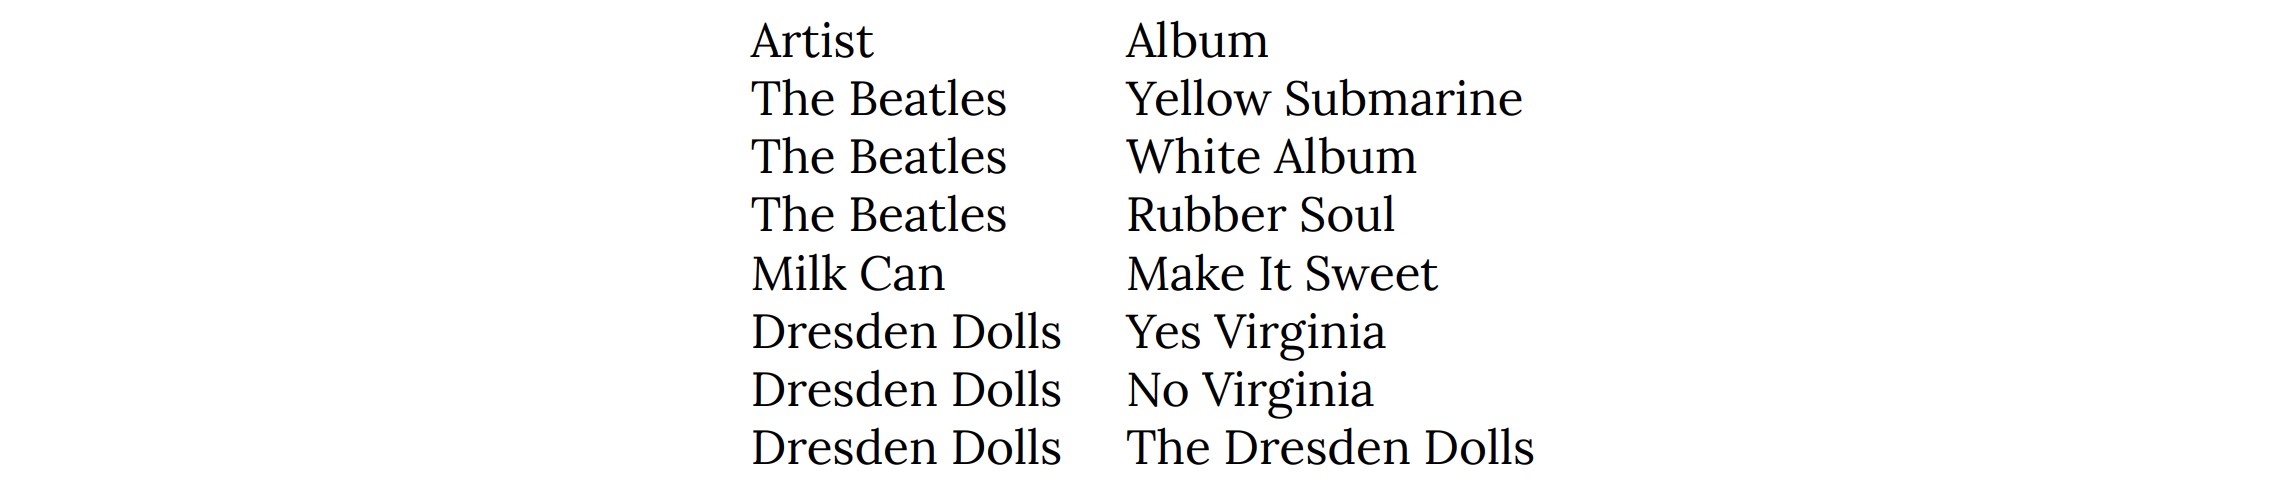 Artist Album
The Beatles Yellow Submarine
The Beatles White Album
The Beatles Rubber Soul
Milk Can Make It Sweet
Dresden Dolls Yes Virginia
Dresden Dolls No Virginia
Dresden Dolls The Dresden Dolls